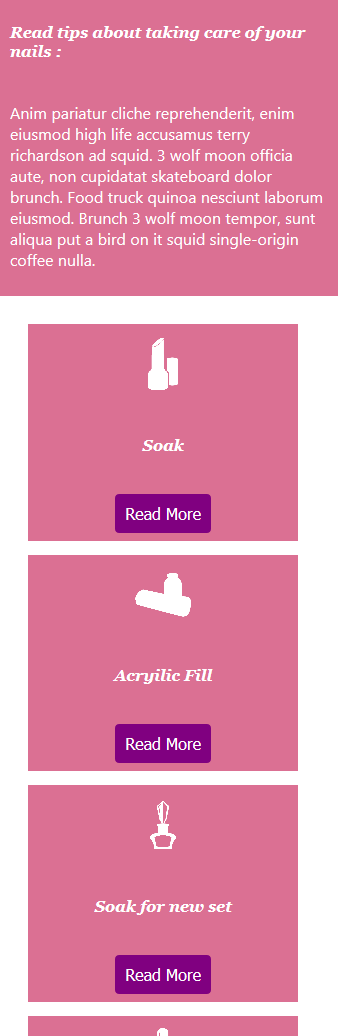 Read tips about taking care of your
nails :
Anim pariatur cliche reprehenderit, enim
eiusmod high life accusamus terry
richardson ad squid. 3 wolf moon officia
aute, non cupidatat skateboard dolor
brunch. Food truck quinoa nesciunt laborum
eiusmod. Brunch 3 wolf moon tempor, sunt
aliqua put a bird on it squid single-origin
coffee nulla.
Soak
Read More
Acryilic Fill
Read More
Soak for new set
Read More